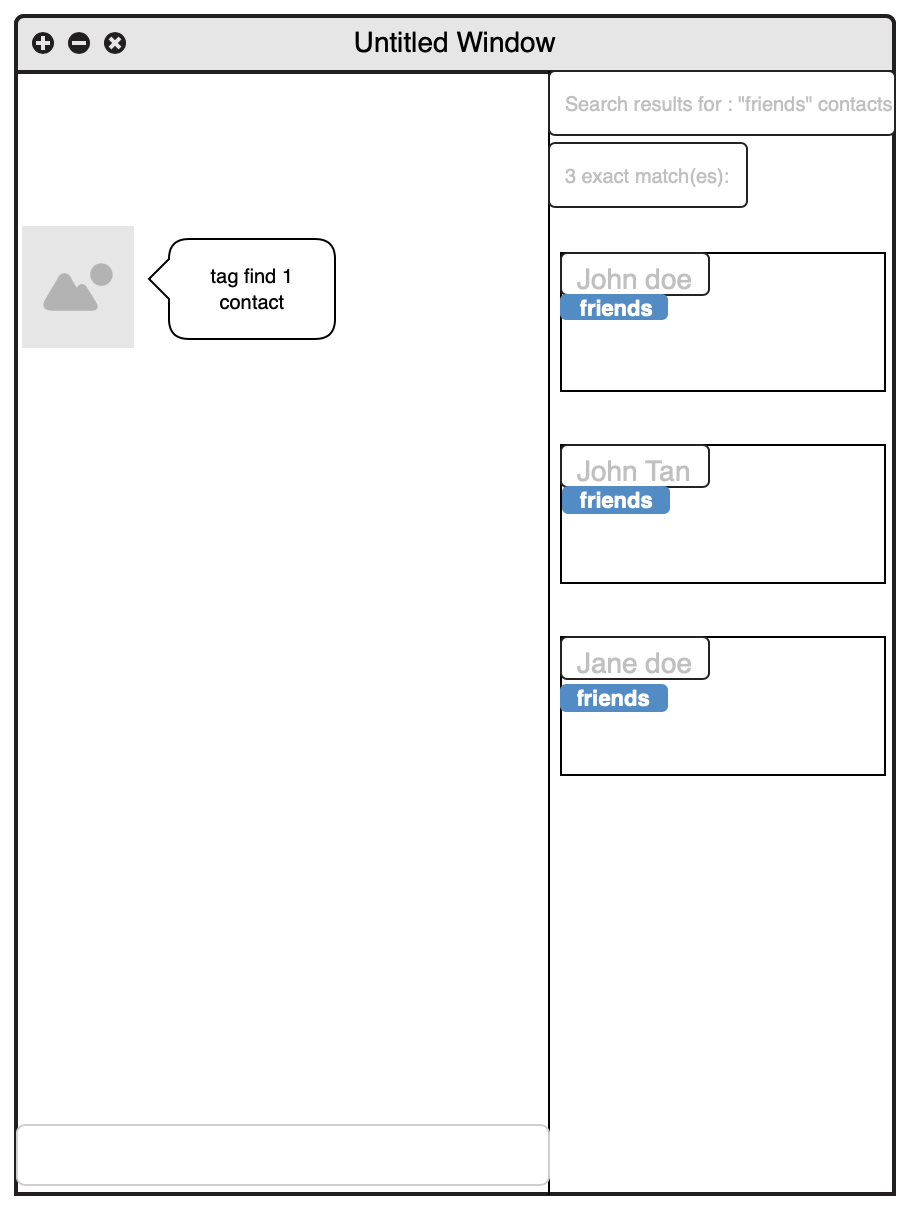 Untitled Window
Search results for : "friends" contacts
3 exact match(es):
tag find 1
contact
John doe
friends
John Tan
friends
Jane doe
friends